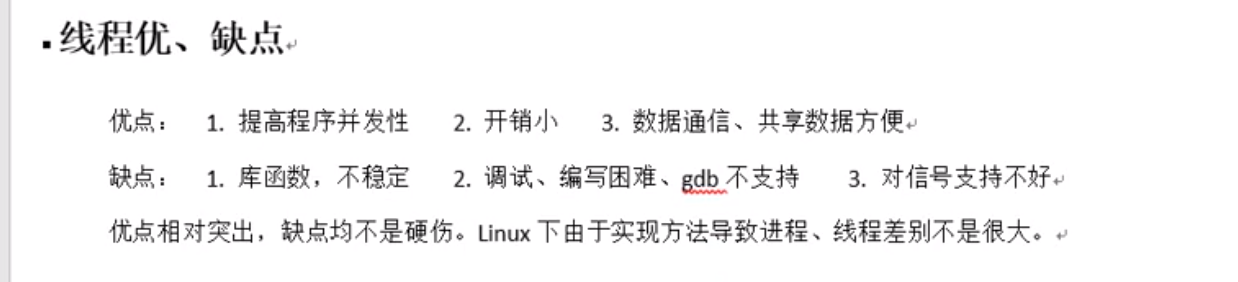 ▪线程优、缺点
优点： 1. 提高程序并发性 2. 开销小 3. 数据通信、共享数据方便
缺点： 1. 库函数，不稳定 2. 调试、编写困难、gdb 不支持 3. 对信号支持不好
优点相对突出，缺点均不是硬伤。Linux 下由于实现方法导致进程、线程差别不是很大。